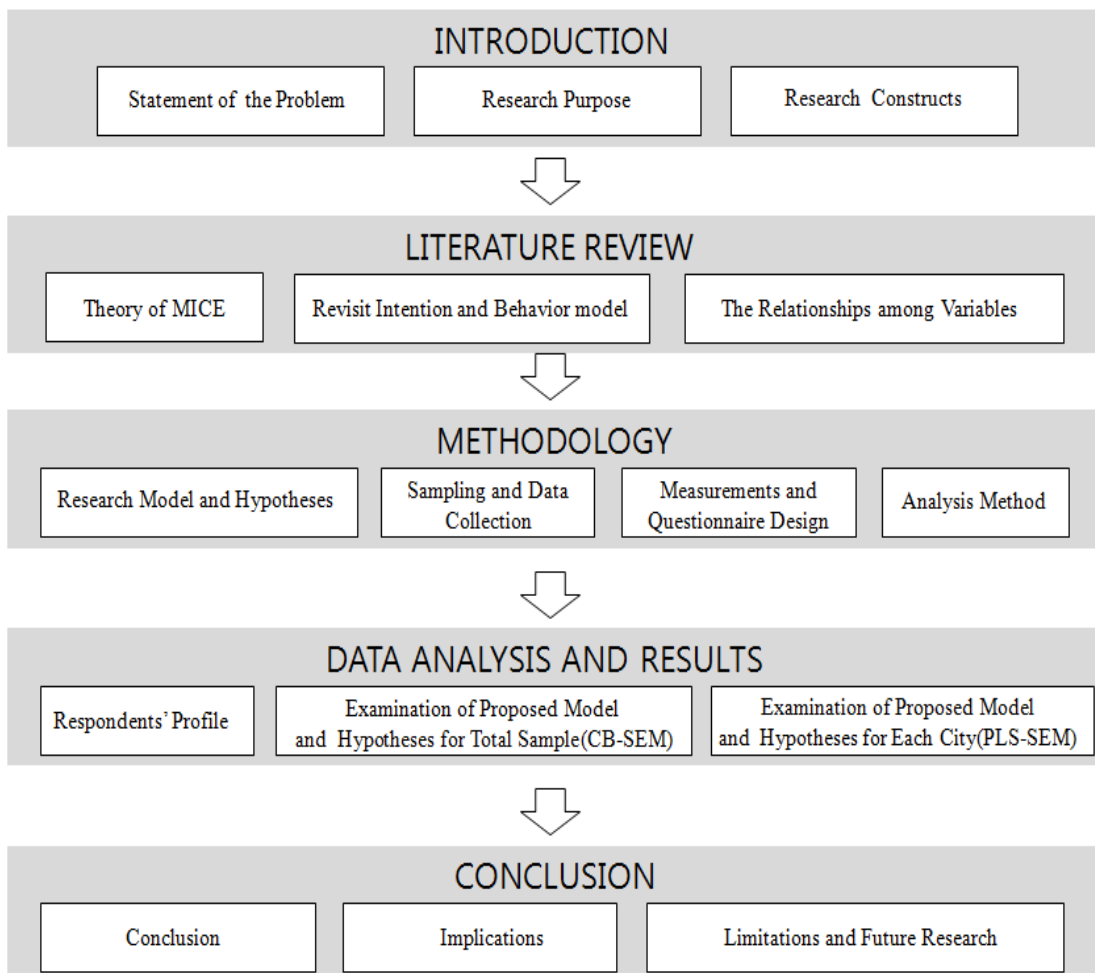 INTRODUCTION
Statement of the Problem
Research Purpose
Research Constructs
LITERATURE REVIEW
Theory of MICE
Revisit Intention and Behavior model
The Relationships among Variables
METHODOLOGY
Research Model and Hypotheses
Sampling and Data
Collection
Measurements and
Questionnaire Design
Analysis Method
DATA ANALYSIS AND RESULTS
Respondents' Profile
Examination of Proposed Model
and Hypotheses for Total Sample(CB-SEM)
Examination of Proposed Model
and Hypotheses for Each City(PLS-SEM)
CONCLUSION
Conclusion
Implications
Limitations and Future Research